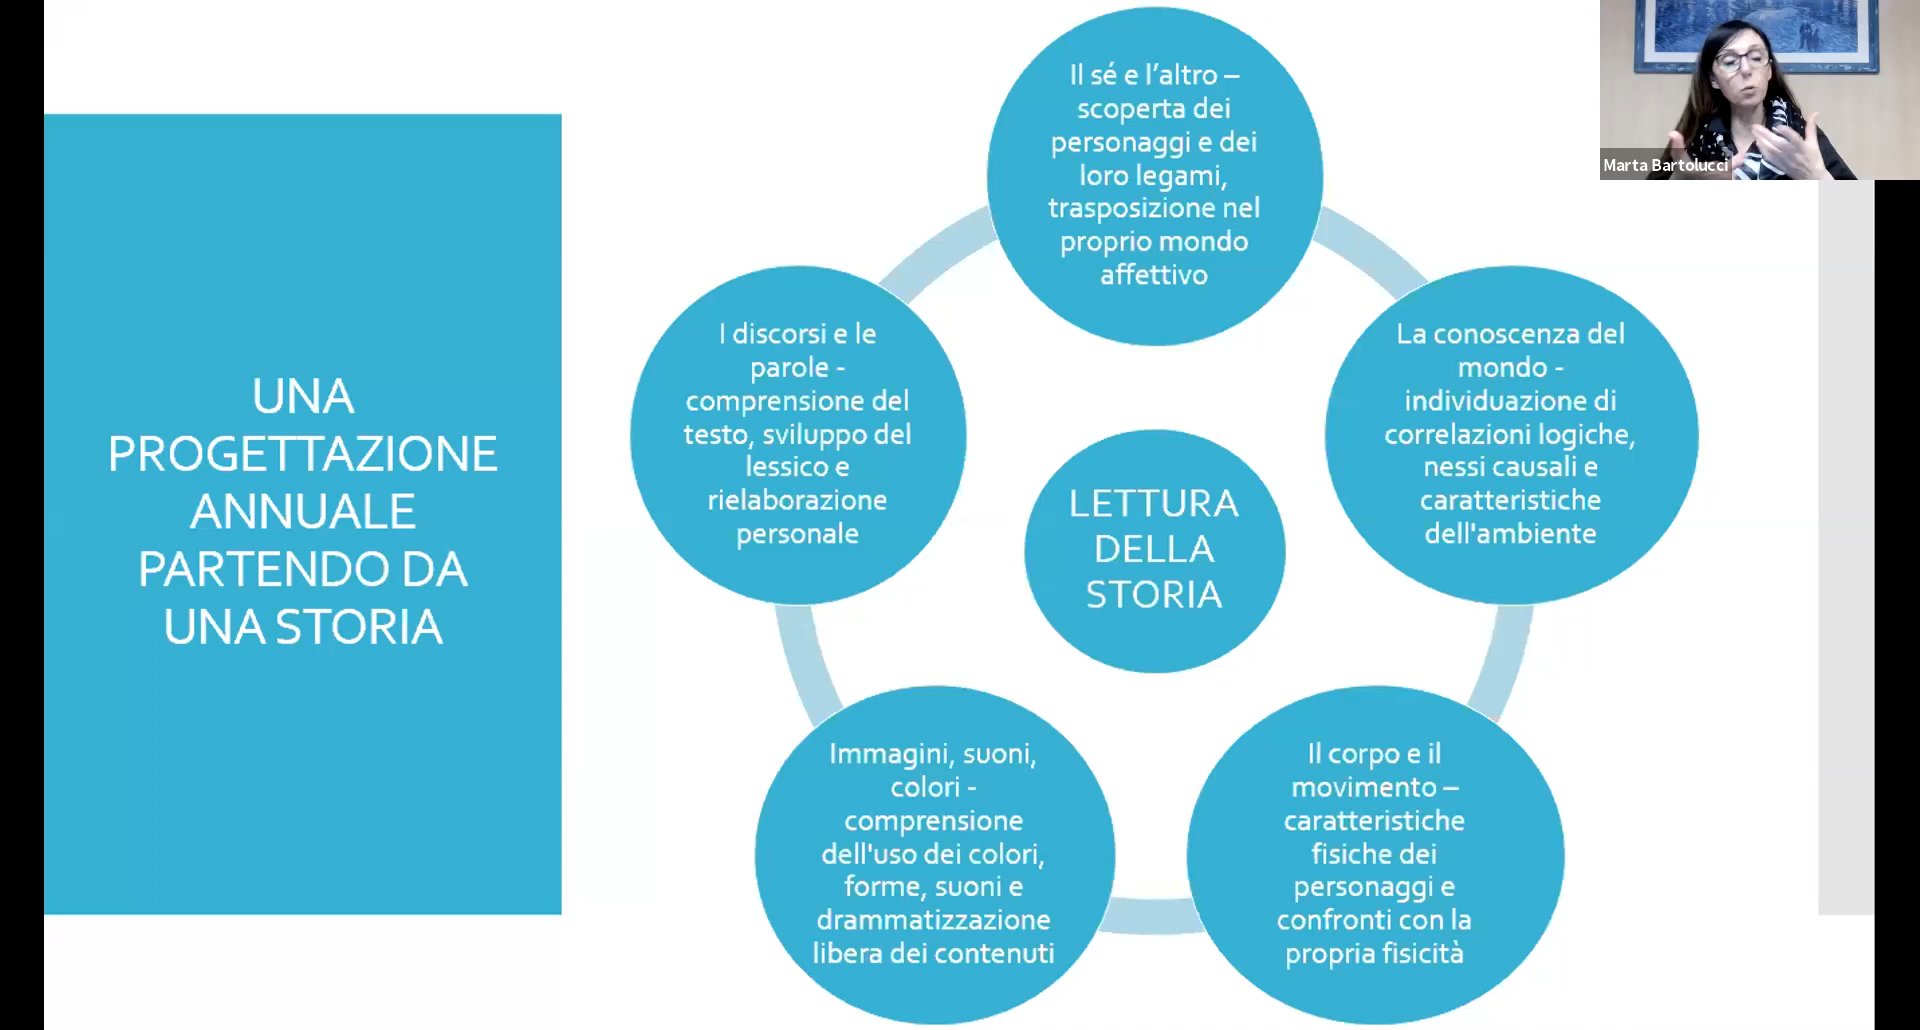 UNA
PROGETTAZIONE
ANNUALE
PARTENDO DA
UNA STORIA
Il sé e l’altro –
scoperta dei
personaggi e dei
loro legami,
trasposizione nel
proprio mondo
affettivo
La conoscenza del
mondo -
individuazione di
correlazioni logiche,
nessi causali e
caratteristiche
dell'ambiente
Il corpo e il
movimento –
caratteristiche
fisiche dei
personaggi e
confronti con la
propria fisicità
Immagini, suoni,
colori -
comprensione
dell'uso dei colori,
forme, suoni e
drammatizzazione
libera dei contenuti
I discorsi e le
parole -
comprensione del
testo, sviluppo del
lessico e
rielaborazione
personale
LETTURA
DELLA
STORIA
Marta Bartolucci